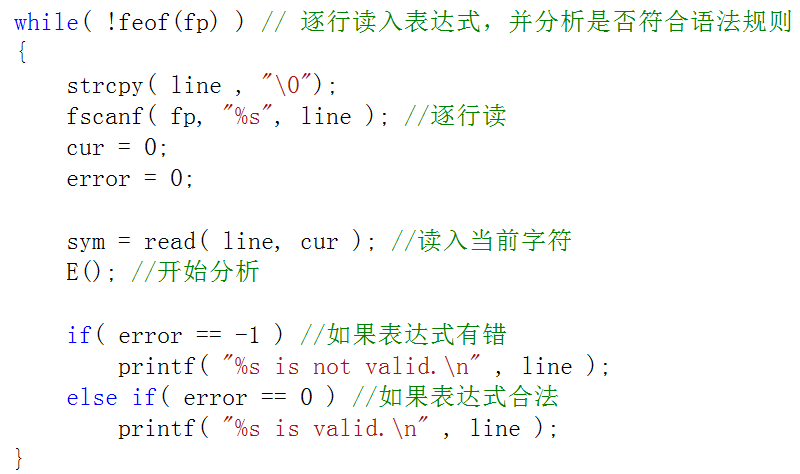 while( !feof(fp) ) // 逐行读入表达式，并分析是否符合语法规则
{
    strcpy( line , "\0");
    fscanf( fp, "%s", line ); //逐行读
    cur = 0;
    error = 0;

    sym = read( line, cur ); //读入当前字符
    E(); //开始分析

    if( error == -1 ) //如果表达式有错
        printf( "%s is not valid.\n" , line );
    else if( error == 0 ) //如果表达式合法
        printf( "%s is valid.\n" , line );
}